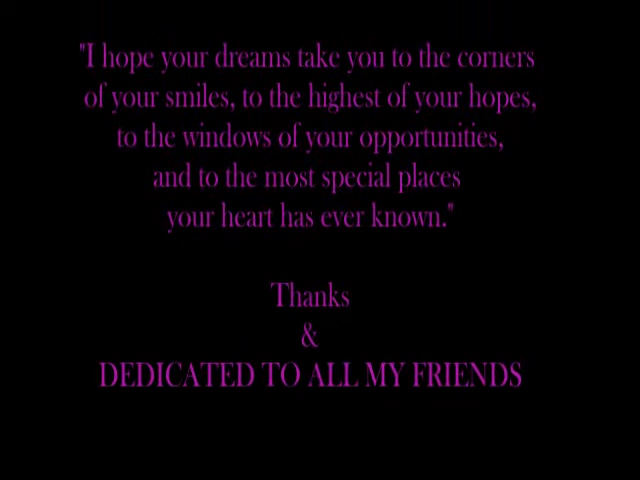 "I hope your dreams take you to the corners
of your smiles, to the highest of your hopes,
to the windows of your opportunities,
and to the most special places
your heart has ever known."
Thanks
&
DEDICATED TO ALL MY FRIENDS